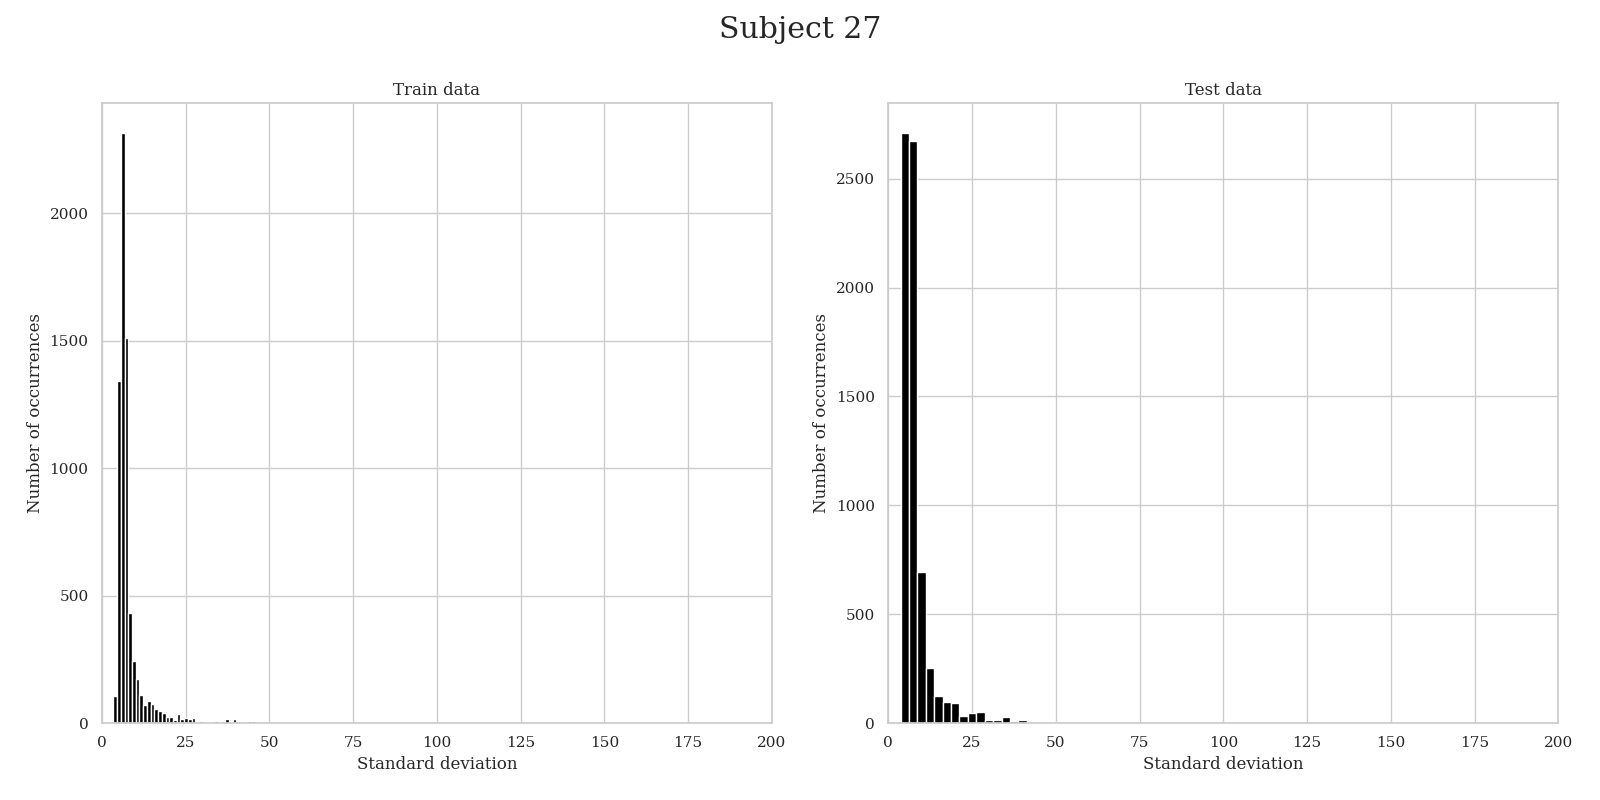 Subject 27
Train data
2000
1500
1000
500
0
Number of occurrences
0 25 50 75 100 125 150 175 200
Standard deviation
Test data
2500
2000
1500
1000
500
0
Number of occurrences
0 25 50 75 100 125 150 175 200
Standard deviation